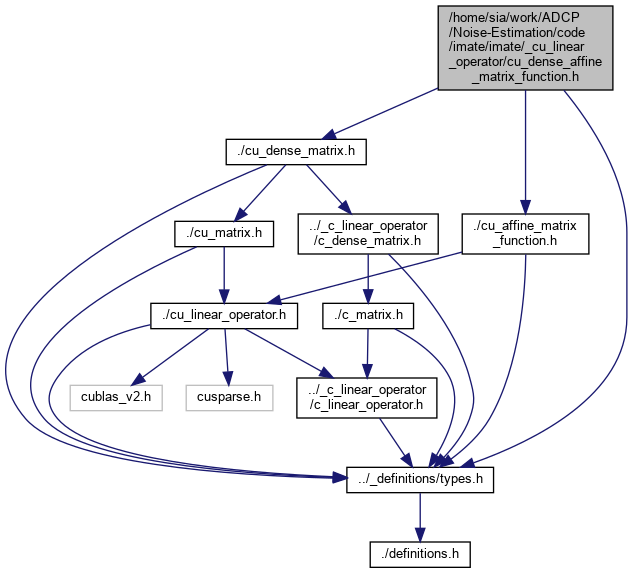 /home/sia/work/ADCP
/Noise-Estimation/code
/imate/imate/_cu_linear
_operator/cu_dense_affine
_matrix_function.h
./cu_dense_matrix.h
./cu_matrix.h
../_c_linear_operator
/c_dense_matrix.h
./cu_affine_matrix
_function.h
./cu_linear_operator.h
./c_matrix.h
cublas_v2.h
cusparse.h
../_c_linear_operator
/c_linear_operator.h
../_definitions/types.h
./definitions.h